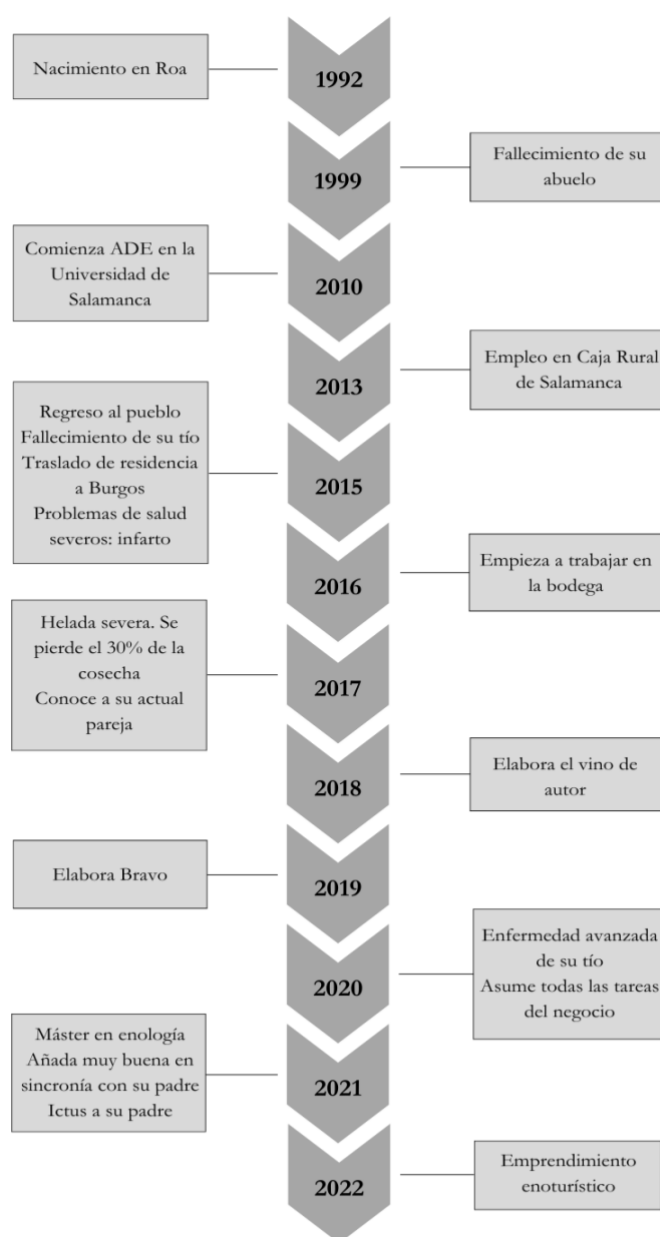 Nacimiento en Roa
1992
1999
Fallecimiento de su
abuelo
Comienza ADE en la
Universidad de
Salamanca
2010
2013
Empleo en Caja Rural
de Salamanca
Regreso al pueblo
Fallecimiento de su tío
Traslado de residencia
a Burgos
Problemas de salud
severos: infarto
2015
2016
Empieza a trabajar en
la bodega
Helada severa. Se
pierde el 30% de la
cosecha
Conoce a su actual
pareja
2017
2018
Elabora el vino de
autor
Elabora Bravo
2019
2020
Enfermedad avanzada
de su tío
Asume todas las tareas
del negocio
Máster en enología
Añada muy buena en
sincronía con su padre
Ictus a su padre
2021
2022
Emprendimiento
enoturístico